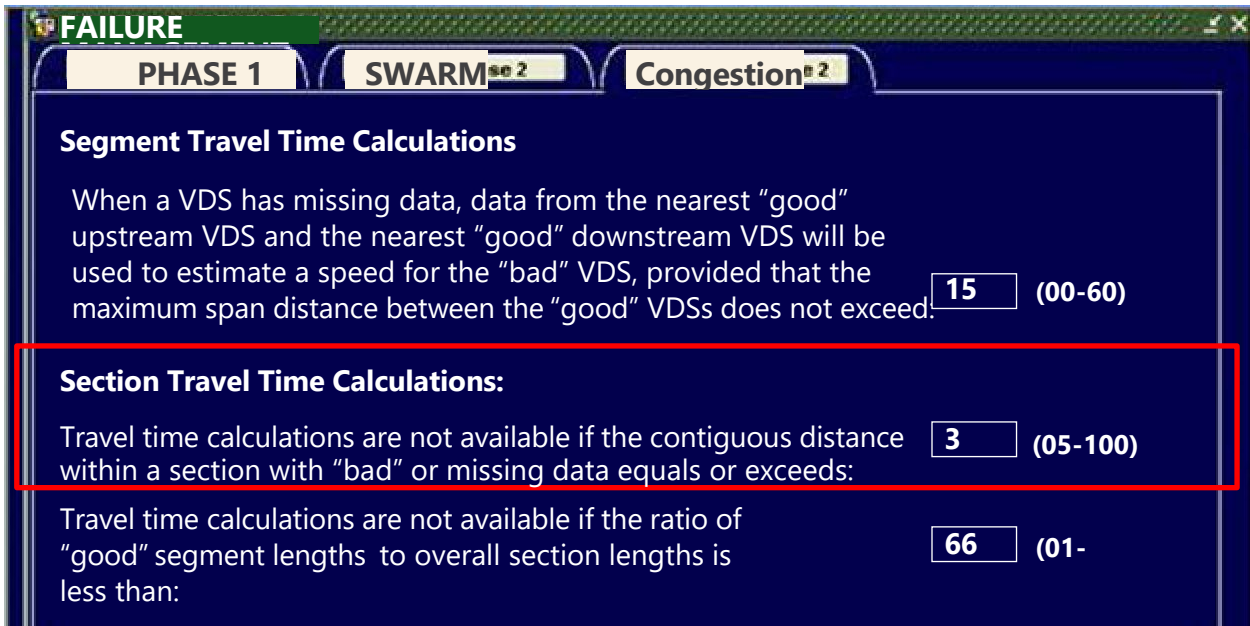 FAILURE
MANAGEMENT
PHASE 1 SWARM se 2 Congestion 2
Segment Travel Time Calculations
When a VDS has missing data, data from the nearest “good”
upstream VDS and the nearest “good” downstream VDS will be
used to estimate a speed for the “bad” VDS, provided that the
maximum span distance between the “good” VDSs does not exceed: 15 (00-60)
Section Travel Time Calculations:
Travel time calculations are not available if the contiguous distance 3 (05-100)
within a section with “bad” or missing data equals or exceeds:
Travel time calculations are not available if the ratio of
“good” segment lengths to overall section lengths is 66 (01-
less than: